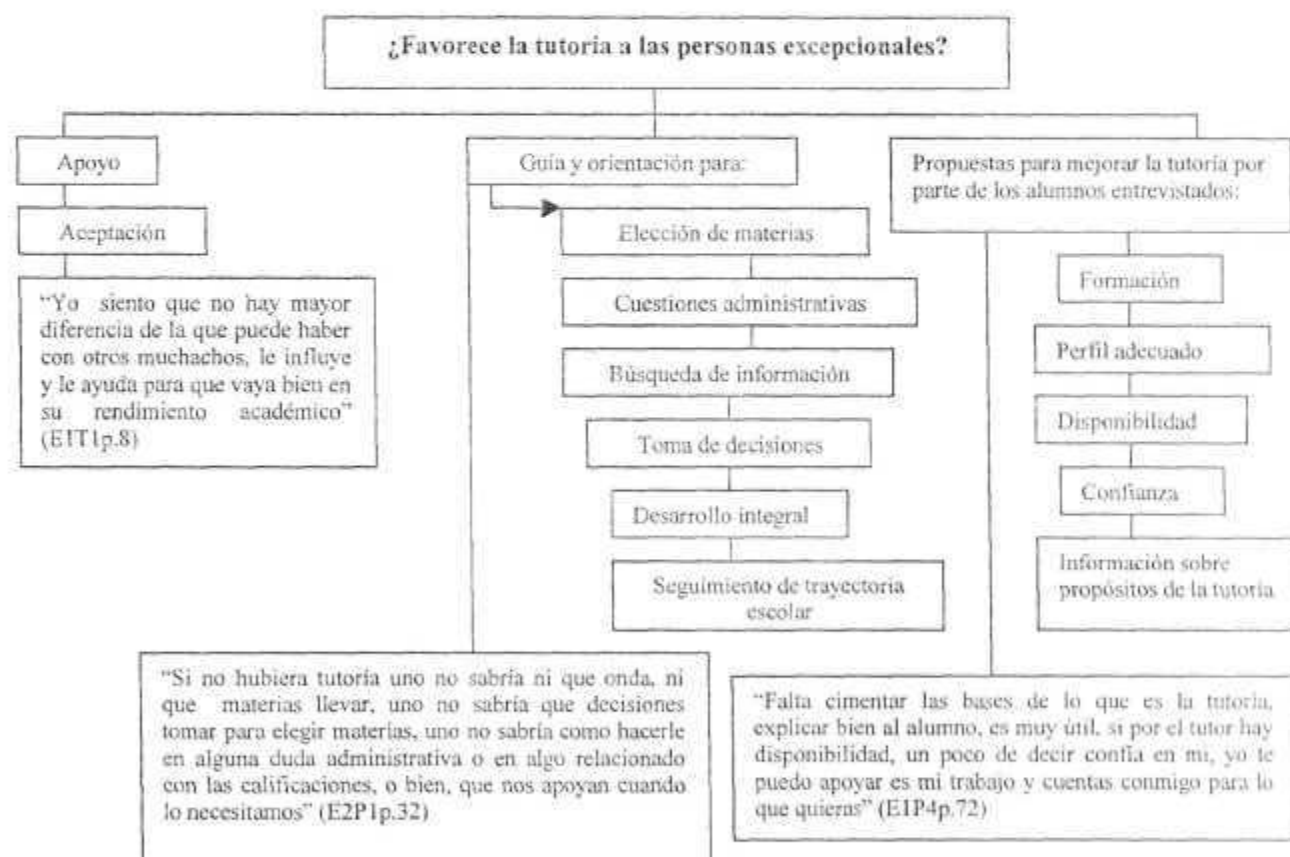 ¿Favorece la tutoría a las personas excepcionales?
Apoyo
Aceptación
“Yo siento que no hay mayor
diferencia de la que puede haber
con otros muchachos, le influye
y le ayuda para que vaya bien en
su rendimiento académico”
(E1T1p.8)
Guía y orientación para:
Elección de materias
Cuestiones administrativas
Búsqueda de información
Toma de decisiones
Desarrollo integral
Seguimiento de trayectoria
escolar
“Si no hubiera tutoría uno no sabría ni que onda, ni
que materias llevar, uno no sabría que decisiones
tomar para elegir materias, uno no sabría como hacerle
en alguna duda administrativa o en algo relacionado
con las calificaciones, o bien, que nos apoyan cuando
lo necesitamos” (E2P1p.32)
Propuestas para mejorar la tutoría por
parte de los alumnos entrevistados:
Formación
Perfil adecuado
Disponibilidad
Confianza
Información sobre
propósitos de la tutoría
“Falta cimentar las bases de lo que es la tutoría,
explicar bien al alumno, es muy útil, si por el tutor hay
disponibilidad, un poco de decir confía en mi, yo te
puedo apoyar es mi trabajo y cuentas conmigo para lo
que quieras” (E1P4p.72)